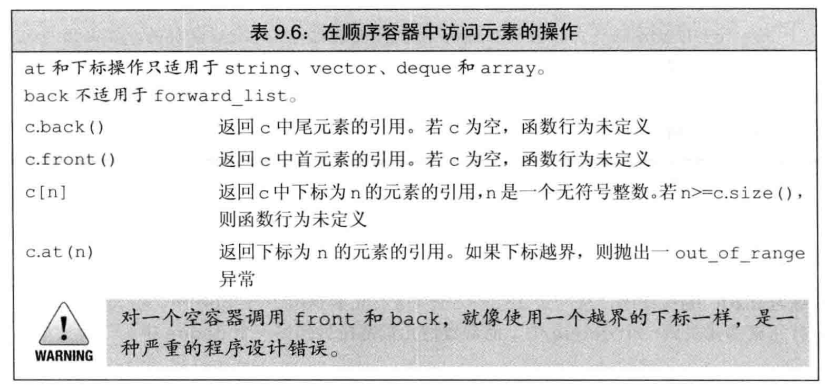 表 9.6：在顺序容器中访问元素的操作
at 和下标操作只适用于 string、vector、deque 和 array。
back 不适用于 forward_list。
c.back() 返回 c 中尾元素的引用。若 c 为空，函数行为未定义
c.front() 返回 c 中首元素的引用。若 c 为空，函数行为未定义
c[n] 返回 c 中下标为 n 的元素的引用，n 是一个无符号整数。若 n>=c.size()，
则函数行为未定义
c.at(n) 返回下标为 n 的元素的引用。如果下标越界，则抛出一 out_of_range
异常
对一个空容器调用 front 和 back，就像使用一个越界的下标一样，是一
WARNING
种严重的程序设计错误。